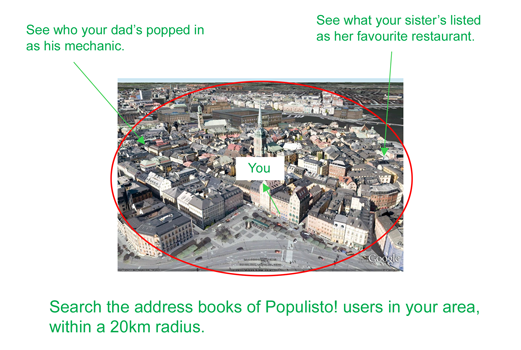 See who your dad's popped in
as his mechanic.
See what your sister's listed
as her favourite restaurant.
You
Google
Search the address books of Populisto! users in your area,
within a 20km radius.